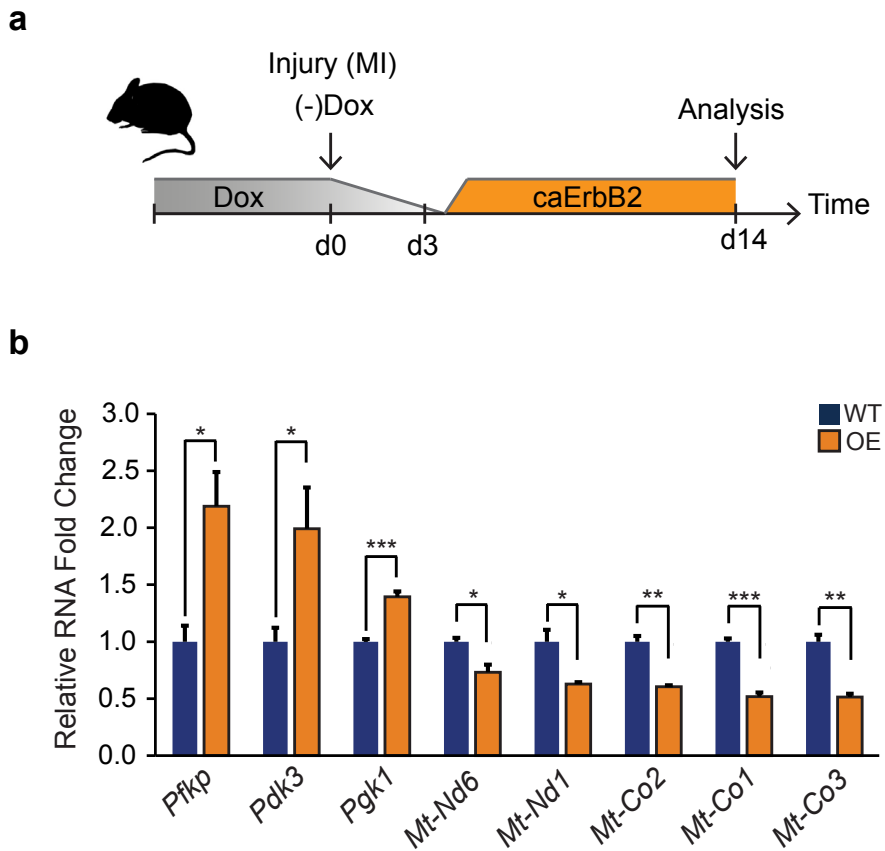 a
Injury (MI)
(-)Dox
Analysis
Dox
caErbB2
Time
d0
d3
d14
b
Relative RNA Fold Change
3.0
2.5
2.0
1.5
1.0
0.5
0.0
* * *** * * ** *** **
WT
OE
Pfkp
Pdk3
Pgk1
Mt-Nd6
Mt-Nd1
Mt-Co2
Mt-Co1
Mt-Co3